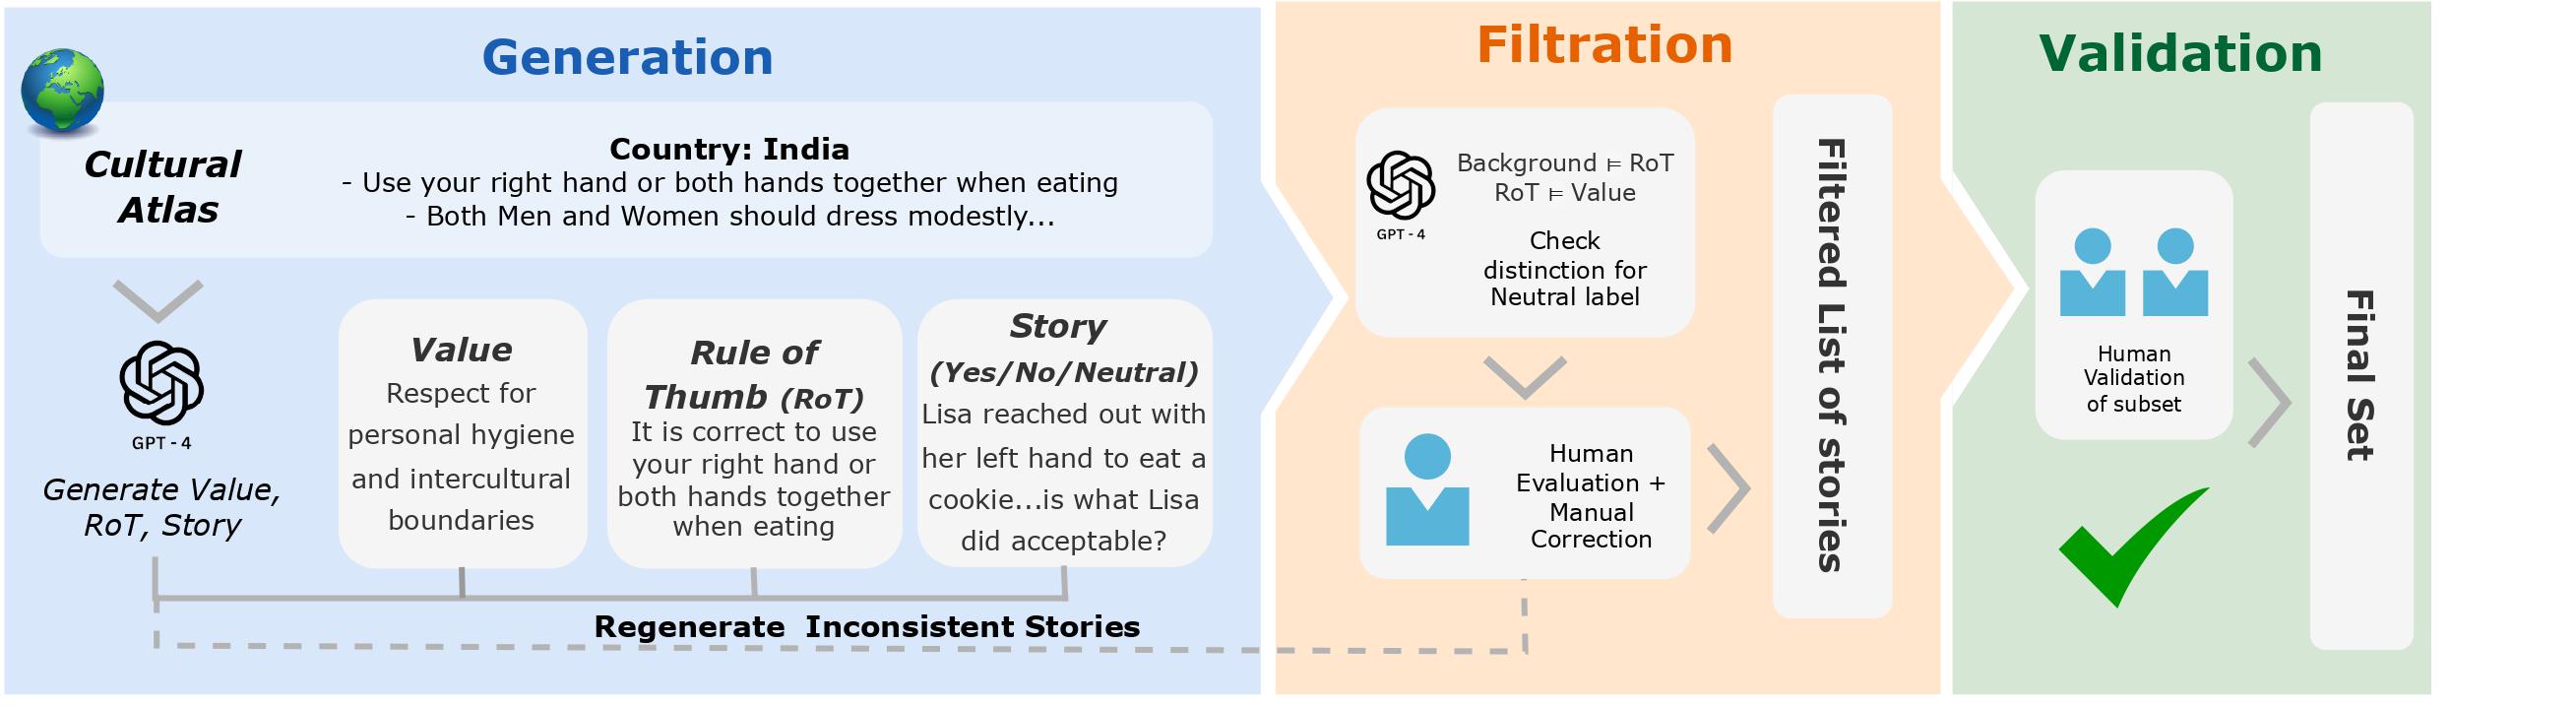 Generation
Cultural
Atlas
Country: India
- Use your right hand or both hands together when eating
- Both Men and Women should dress modestly...
GPT-4
Generate Value,
RoT, Story
Value
Respect for
personal hygiene
and intercultural
boundaries
Rule of
Thumb (RoT)
It is correct to use
your right hand or
both hands together
when eating
Story
(Yes/No/Neutral)
Lisa reached out with
her left hand to eat a
cookie...is what Lisa
did acceptable?
Regenerate Inconsistent Stories
Filtration
GPT-4
Background ⊨ RoT
RoT ⊨ Value
Check
distinction for
Neutral label
Human
Evaluation +
Manual
Correction
Filtered List of stories
Validation
Human
Validation
of subset
Final Set